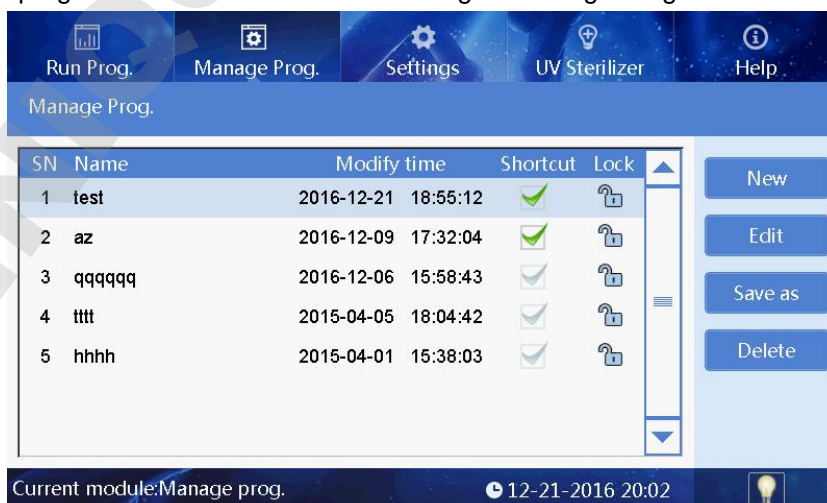 Run Prog. Manage Prog. Settings UV Sterilizer Help
Manage Prog.
SN Name Modify time Shortcut Lock
1 test 2016-12-21 18:55:12
2 az 2016-12-09 17:32:04
3 qqqqqq 2016-12-06 15:58:43
4 tttt 2015-04-05 18:04:42
5 hhhh 2015-04-01 15:38:03
New
Edit
Save as
Delete
Current module:Manage prog. 12-21-2016 20:02